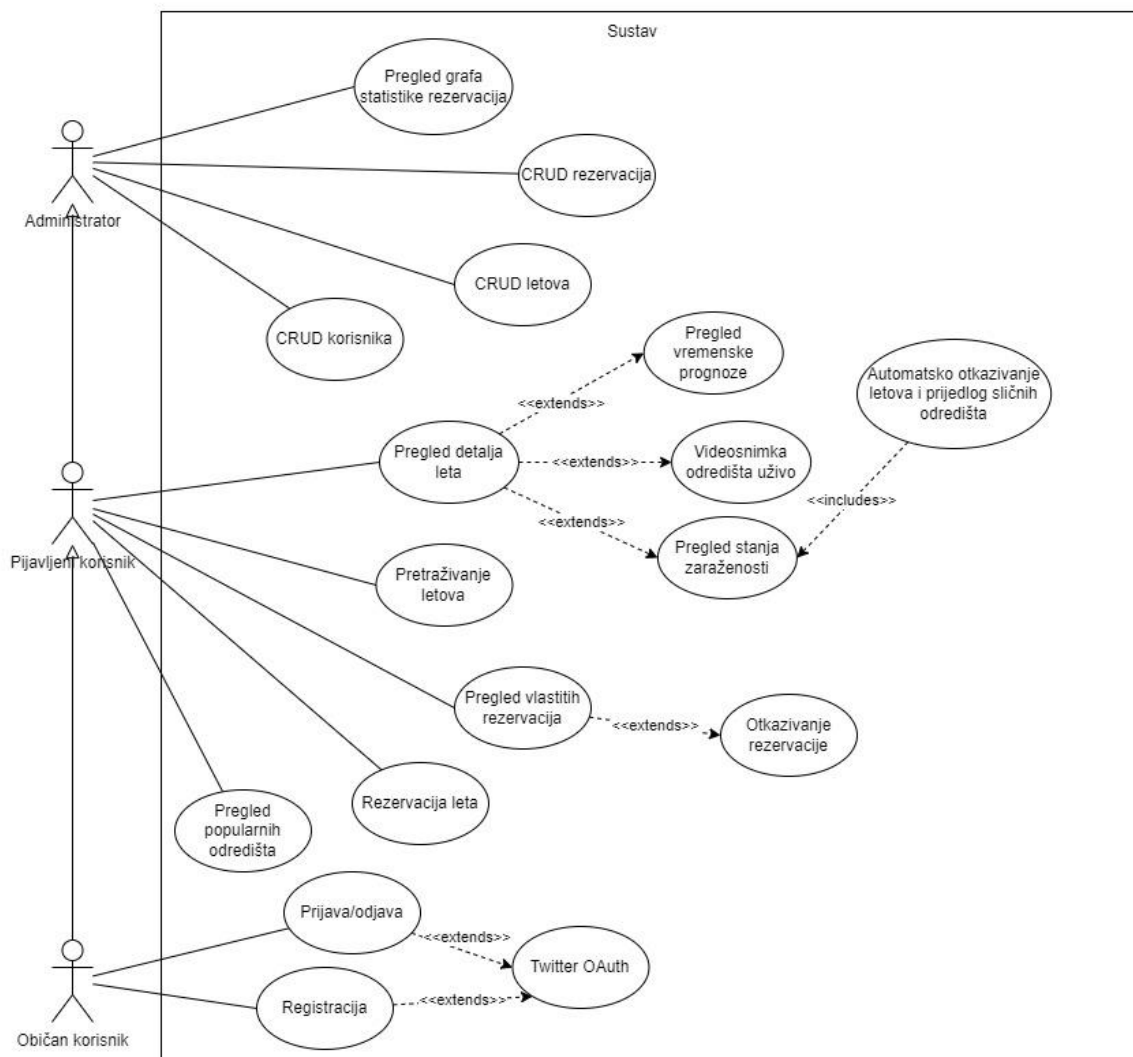 Sustav
Pregled grafa
statistike rezervacija
CRUD rezervacija
Administrator
CRUD letova
CRUD korisnika
Pregled
vremenske
prognoze
Automatsko otkazivanje
letova i prijedlog sličnih
odredišta
<<extends>>
Pregled detalja
leta
<<extends>>
Videosnimka
odredišta uživo
<<includes>>
<<extends>>
Pregled stanja
zaraženosti
Pijavljeni korisnik
Pretraživanje
letova
Pregled vlastitih
rezervacija
<<extends>>
Otkazivanje
rezervacije
Rezervacija leta
Pregled
popularnih
odredišta
Prijava/odjava
<<extends>>
Twitter OAuth
Registracija
<<extends>>
Običan korisnik